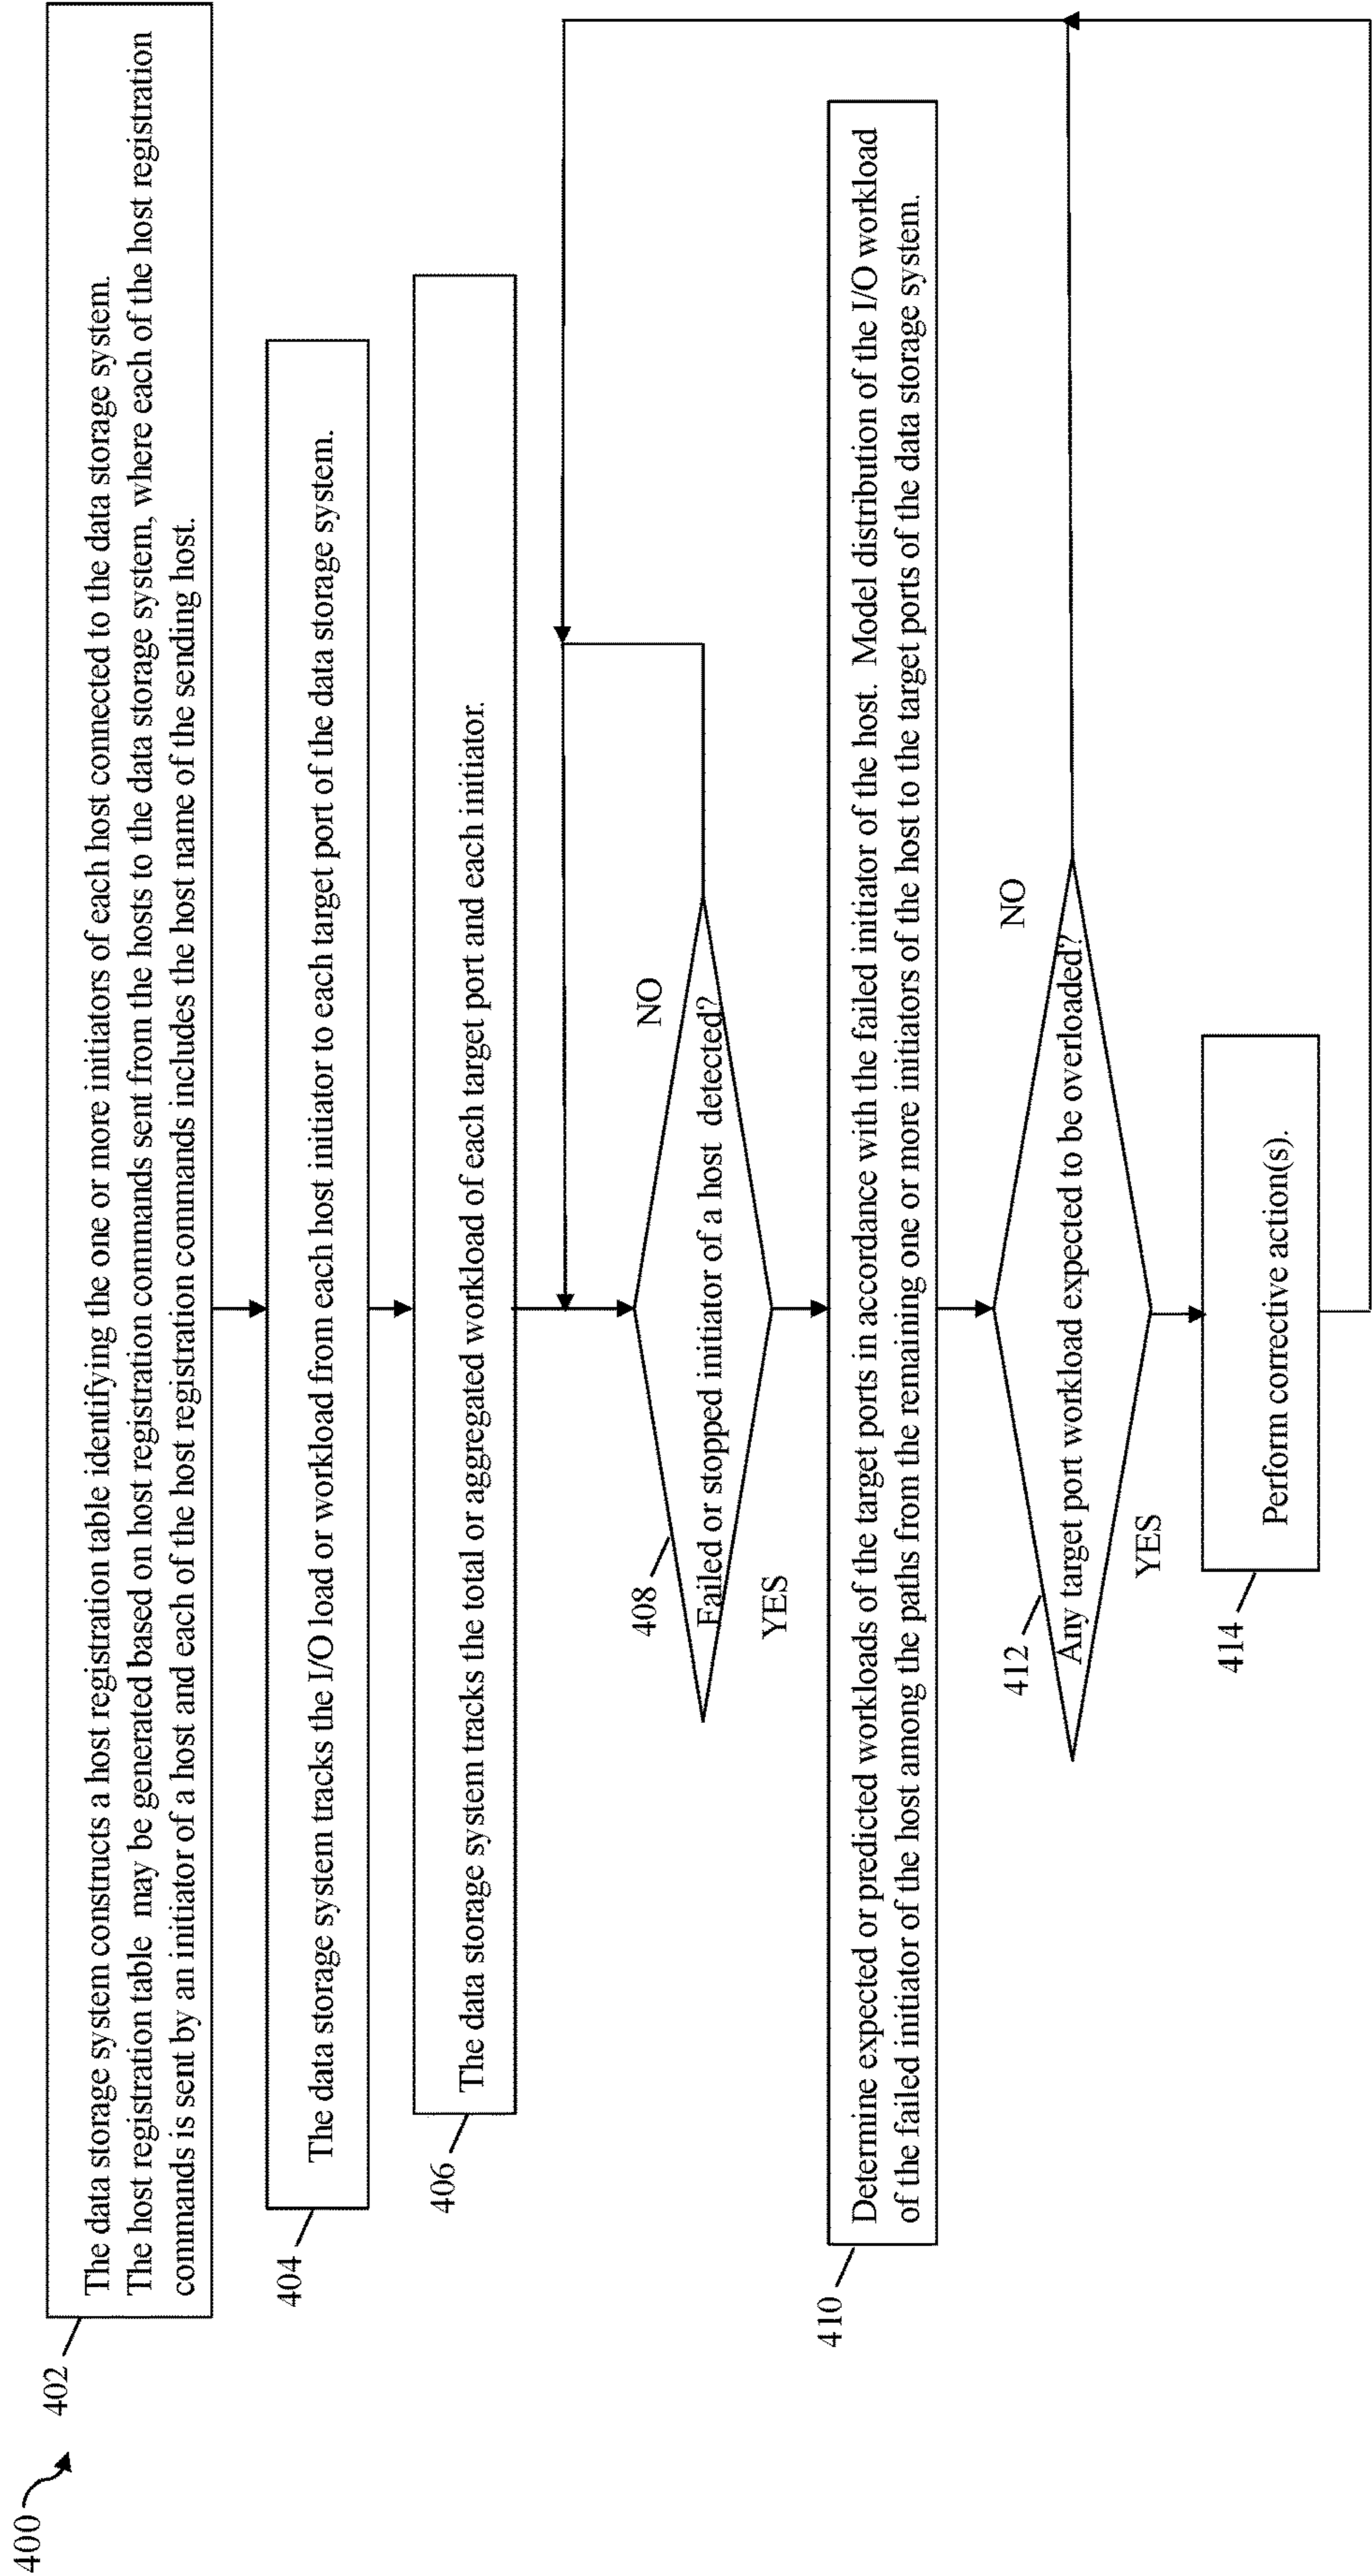 400
402
The data storage system constructs a host registration table identifying the one or more initiators of each host connected to the data storage system.
The host registration table may be generated based on host registration commands sent from the hosts to the data storage system, where each of the host registration
commands is sent by an initiator of a host and each of the host registration commands includes the host name of the sending host.
404
The data storage system tracks the I/O load or workload from each host initiator to each target port of the data storage system.
406
The data storage system tracks the total or aggregated workload of each target port and each initiator.
408
Failed or stopped initiator of a host detected?
NO
YES
410
Determine expected or predicted workloads of the target ports in accordance with the failed initiator of the host. Model distribution of the I/O workload
of the failed initiator of the host among the paths from the remaining one or more initiators of the host to the target ports of the data storage system.
412
Any target port workload expected to be overloaded?
NO
YES
414
Perform corrective action(s).